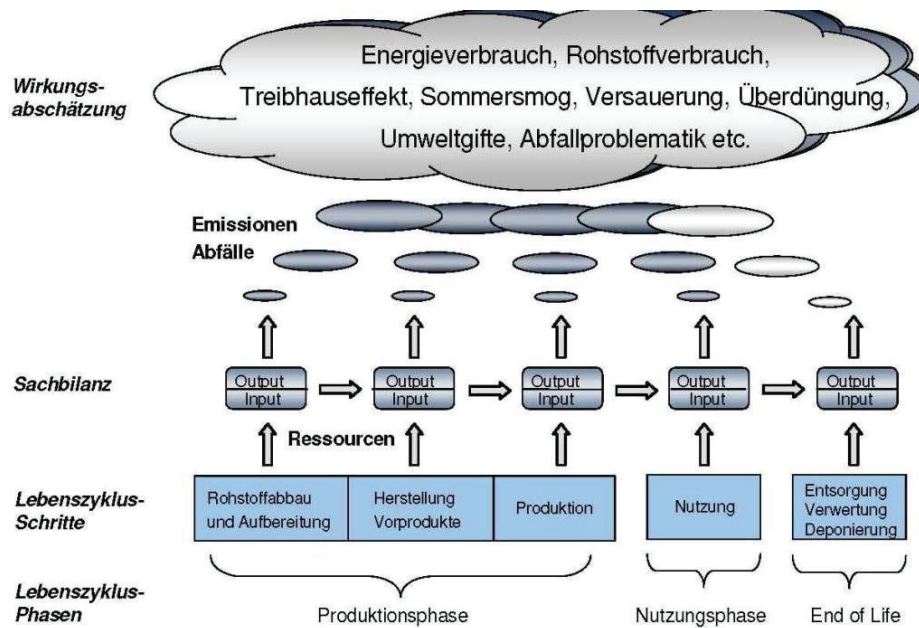 Energieverbrauch, Rohstoffverbrauch,
Wirkungs-
abschätzung
Treibhauseffekt, Sommersmog, Versauerung, Überdüngung,
Umweltgifte, Abfallproblematik etc.
Emissionen
Abfälle
Sachbilanz
Output
Input
Output
Input
Output
Input
Output
Input
Output
Input
Ressourcen
Lebenszyklus-
Schritte
Rohstoffabbau
und Aufbereitung
Herstellung
Vorprodukte
Produktion
Nutzung
Entsorgung
Verwertung
Deponierung
Lebenszyklus-
Phasen
Produktionsphase
Nutzungsphase
End of Life